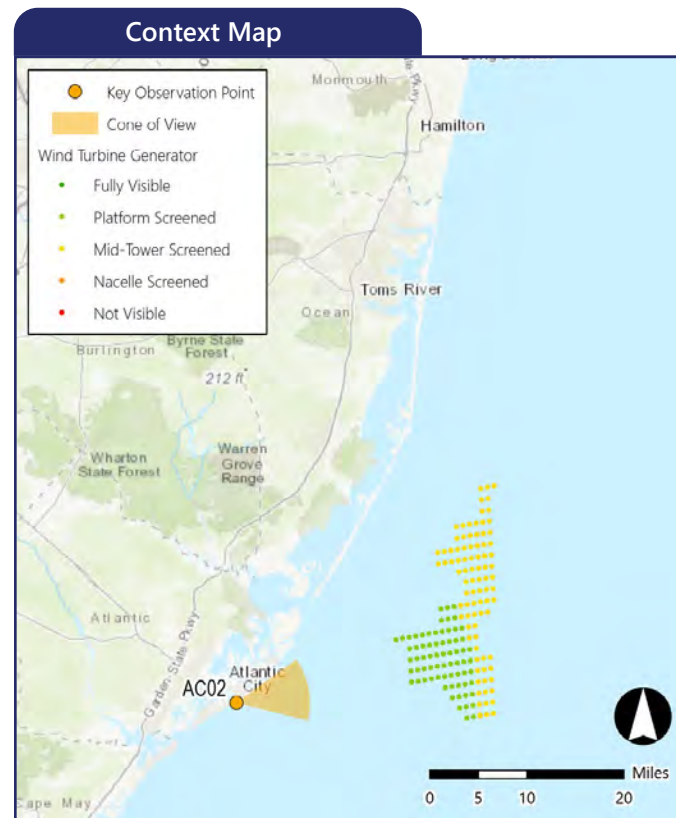 Context Map
Key Observation Point
Cone of View
Wind Turbine Generator
Fully Visible
Platform Screened
Mid-Tower Screened
Nacelle Screened
Not Visible
Monmouth
Pkwy
Hamilton
Toms River
Ocean
Burlington
Byrne State
Forest
212 ft
Wharton
State Forest
Warren
Grove
Range
Atlantic
Garden State Pkwy
AC02
Atlantic
City
Cape May
Miles
0 5 10 20